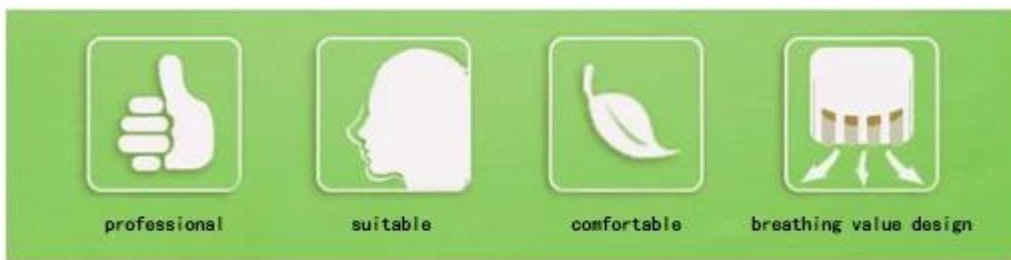 professional
suitable
comfortable
breathing value design